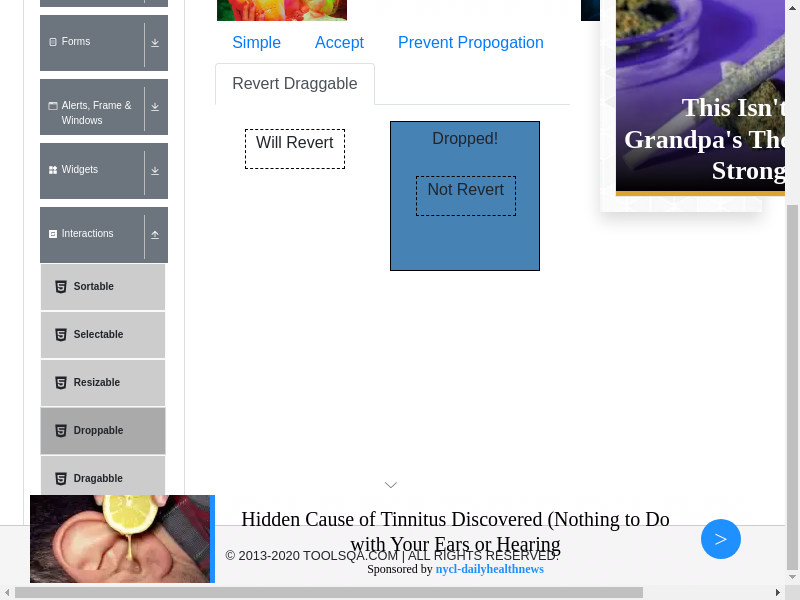 Forms
Alerts, Frame &
Windows
Widgets
Interactions
Sortable
Selectable
Resizable
Droppable
Dragabble
Simple
Accept
Prevent Propogation
Revert Draggable
Will Revert
Dropped!
Not Revert
This Isn't
Grandpa's
Strong
Hidden Cause of Tinnitus Discovered (Nothing to Do
with Your Ears or Hearing
© 2013-2020 TOOLSQA.COM | ALL RIGHTS RESERVED.
Sponsored by nycl-dailyhealthnews
>